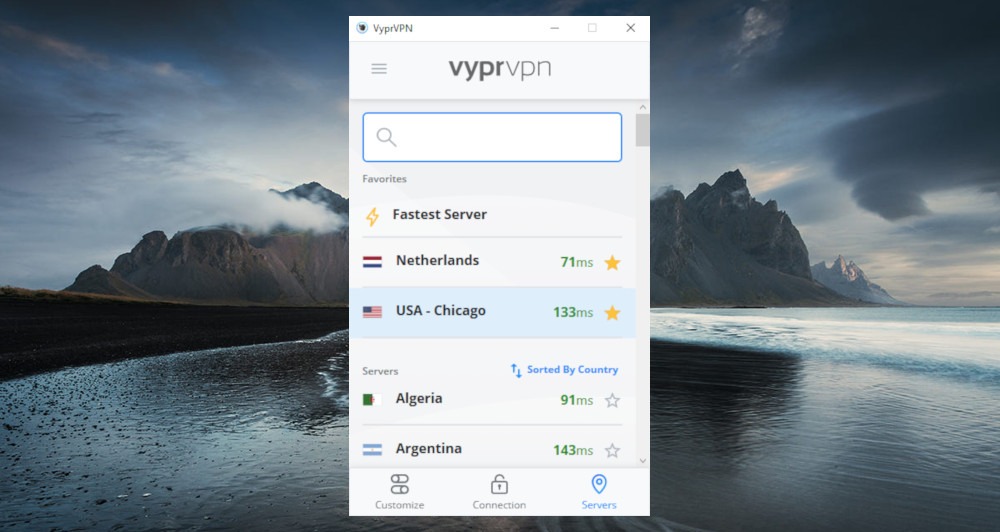 VyprVPN
vyprvpn
Favorites
Fastest Server
Netherlands 71ms
USA - Chicago 133ms
Servers Sorted By Country
Algeria 91ms
Argentina 143ms
Customize Connection Servers